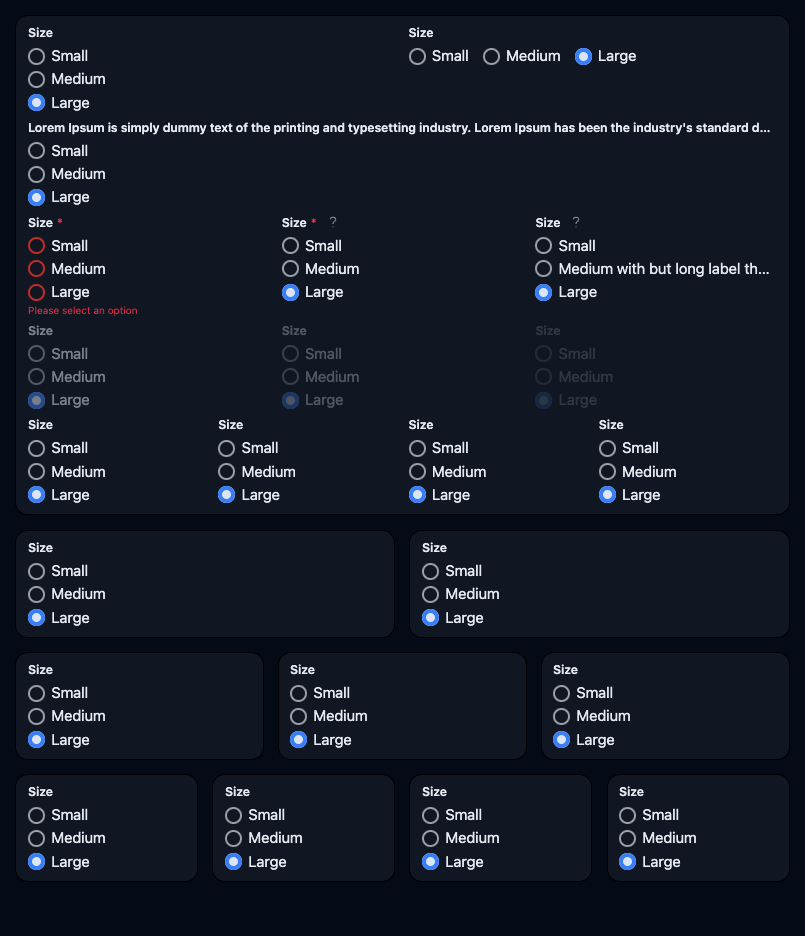 Size
Small
Medium
Large
Size
Small Medium Large
Lorem Ipsum is simply dummy text of the printing and typesetting industry. Lorem Ipsum has been the industry's standard d...
Small
Medium
Large
Size *
Small
Medium
Large
Please select an option
Size * ?
Small
Medium
Large
Size ?
Small
Medium with but long label th...
Large
Size
Small
Medium
Large
Size
Small
Medium
Large
Size
Small
Medium
Large
Size
Small
Medium
Large
Size
Small
Medium
Large
Size
Small
Medium
Large
Size
Small
Medium
Large
Size
Small
Medium
Large
Size
Small
Medium
Large
Size
Small
Medium
Large
Size
Small
Medium
Large
Size
Small
Medium
Large
Size
Small
Medium
Large
Size
Small
Medium
Large
Size
Small
Medium
Large
Size
Small
Medium
Large